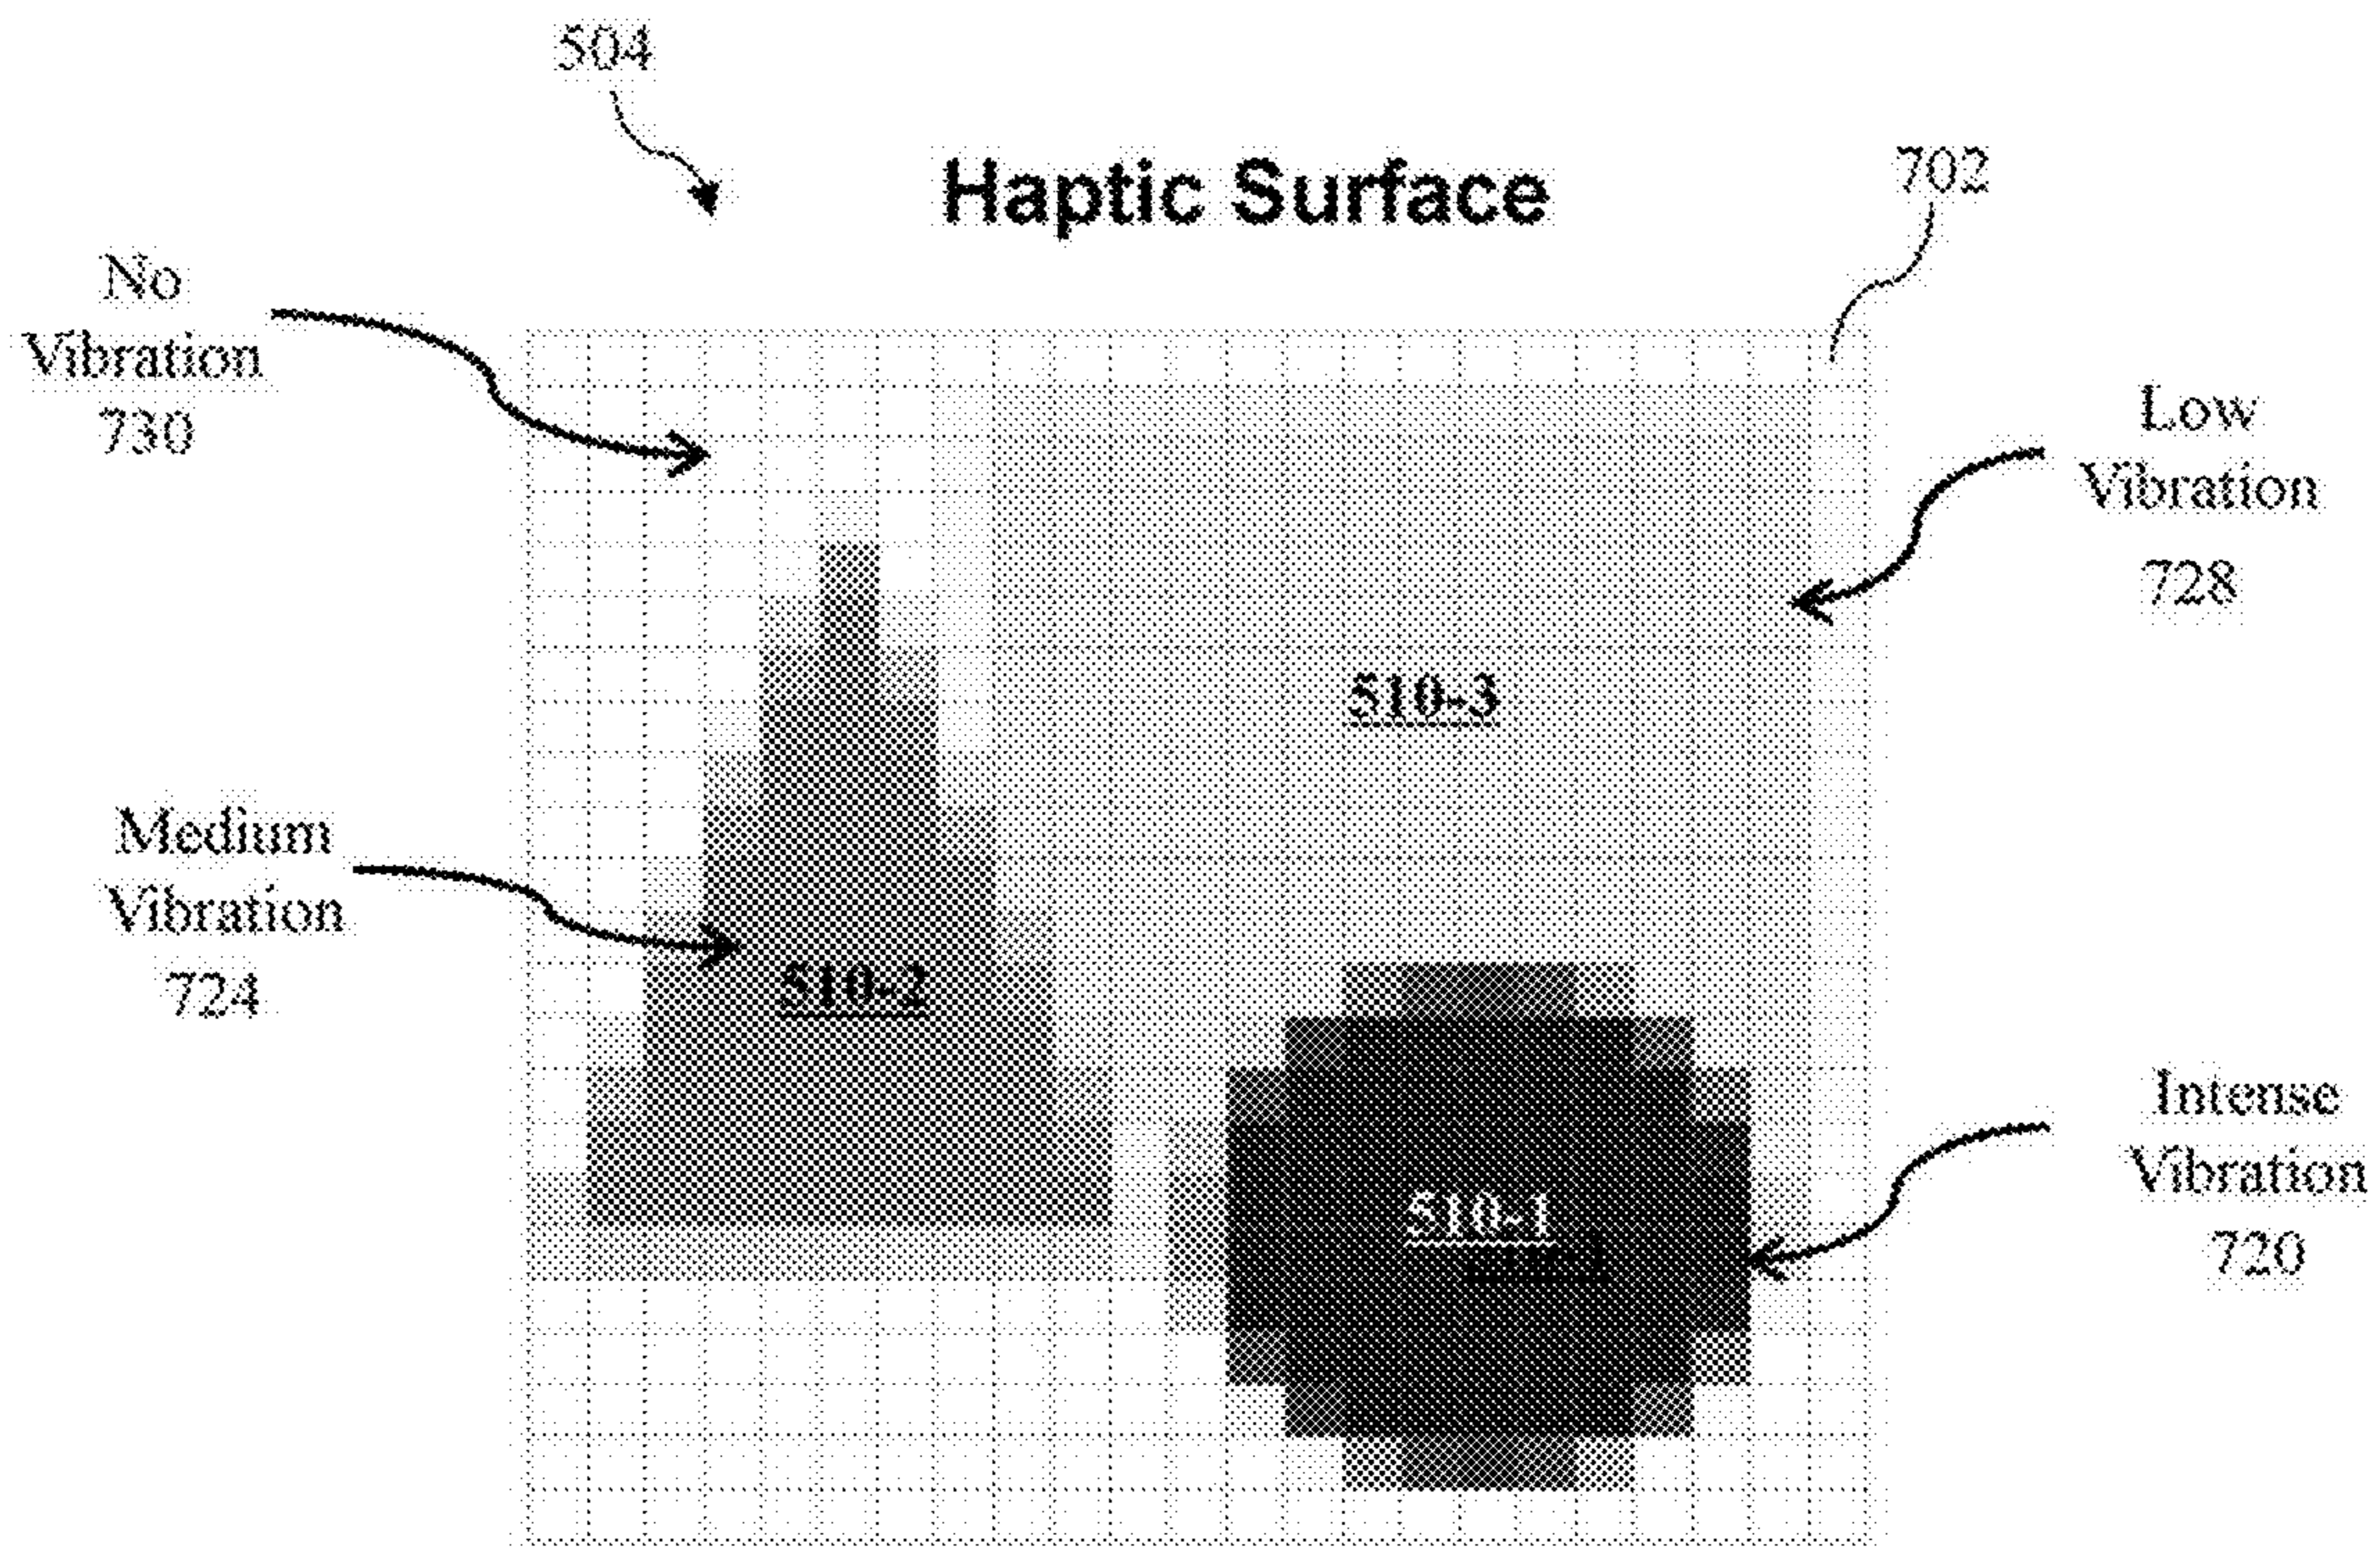 504
Haptic Surface
702
No
Vibration
730
Low
Vibration
728
510-3
Medium
Vibration
724
510-2
Intense
Vibration
720
510-1